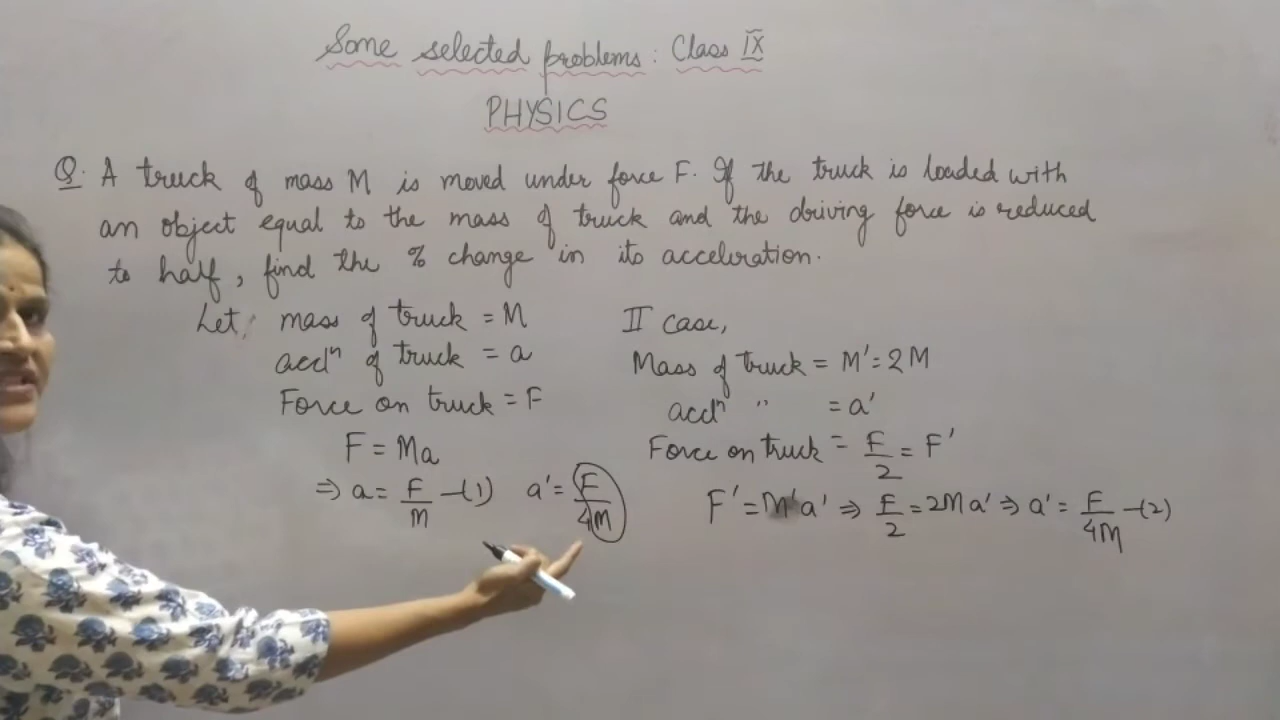 Some selected problems : Class IX
PHYSICS
Q. A truck of mass M is moved under force F. If the truck is loaded with
an object equal to the mass of truck and the driving force is reduced
to half, find the % change in its acceleration.
Let, mass of truck = M
accln of truck = a
Force on truck = F
F = Ma
⇒ a = F/M —(1) a' = F/4M
II case,
Mass of truck = M' = 2M
accln " = a'
Force on truck = F/2 = F'
F' = M'a' ⇒ F/2 = 2Ma' ⇒ a' = F/4M —(2)